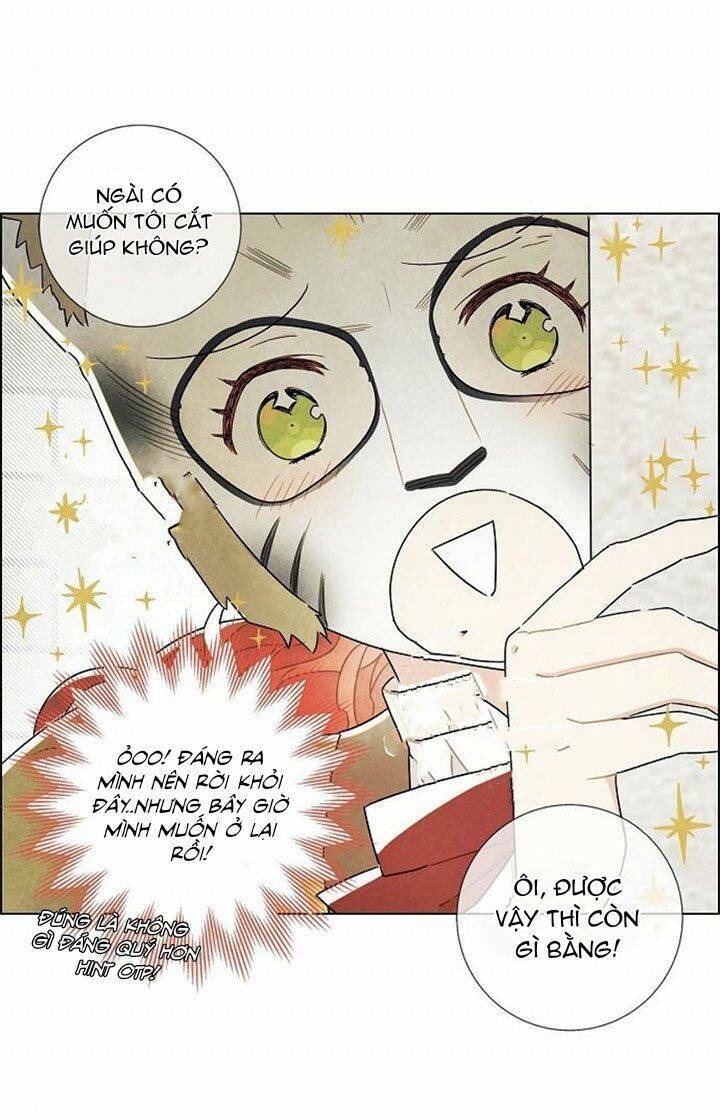 NGÀI CÓ
MUỐN TÔI CẮT
GIÚP KHÔNG?
ỎOO! ĐÁNG RA
MÌNH NÊN RỜI KHỎI
ĐÂY.NHƯNG BÂY GIỜ
MÌNH MUỐN Ở LẠI
RỒI!
ĐÚNG LÀ KHÔNG
GÌ ĐÁNG QUÝ HƠN
HINT OTP!
ÔI, ĐƯỢC
VẬY THÌ CÒN
GÌ BẰNG!